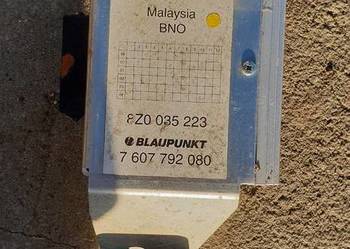 Malaysia
BNO
8Z0 035 223
BLAUPUNKT
7 607 792 080